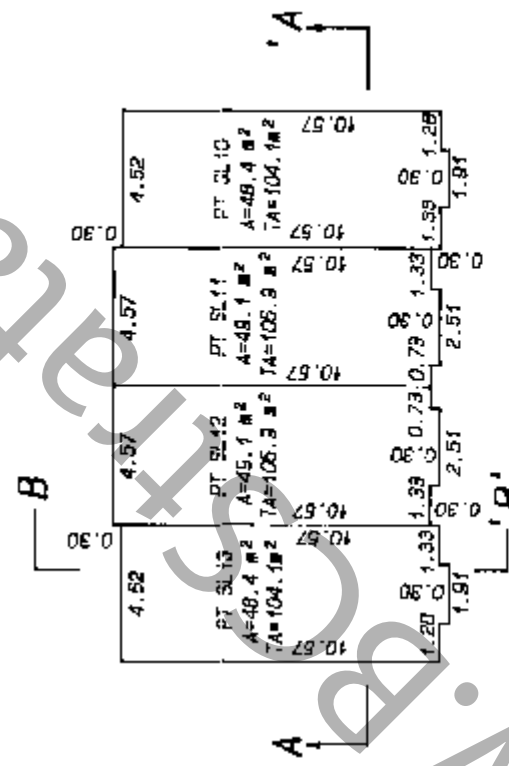 A
A'
B
B'
4.52
0.30
4.57
4.57
0.30
4.52
PT SL13
A=48.4 m²
TA=104.1m²
PT SL12
A=49.1 m²
TA=106.9 m²
PT SL11
A=49.1 m²
TA=106.9 m²
PT SL10
A=48.4 m²
TA=104.1m²
10.57
10.57
10.57
10.57
10.57
10.57
10.57
1.28
0.30
1.33
1.91
1.33
0.30
0.73
2.51
0.30
0.73
0.30
1.33
2.51
0.30
1.33
0.30
1.28
1.91